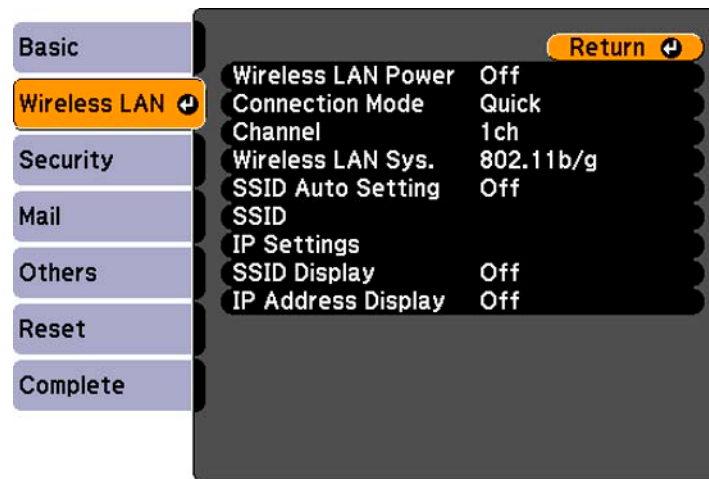 Basic
Wireless LAN
Security
Mail
Others
Reset
Complete
Return
Wireless LAN Power Off
Connection Mode Quick
Channel 1ch
Wireless LAN Sys. 802.11b/g
SSID Auto Setting Off
SSID
IP Settings
SSID Display Off
IP Address Display Off